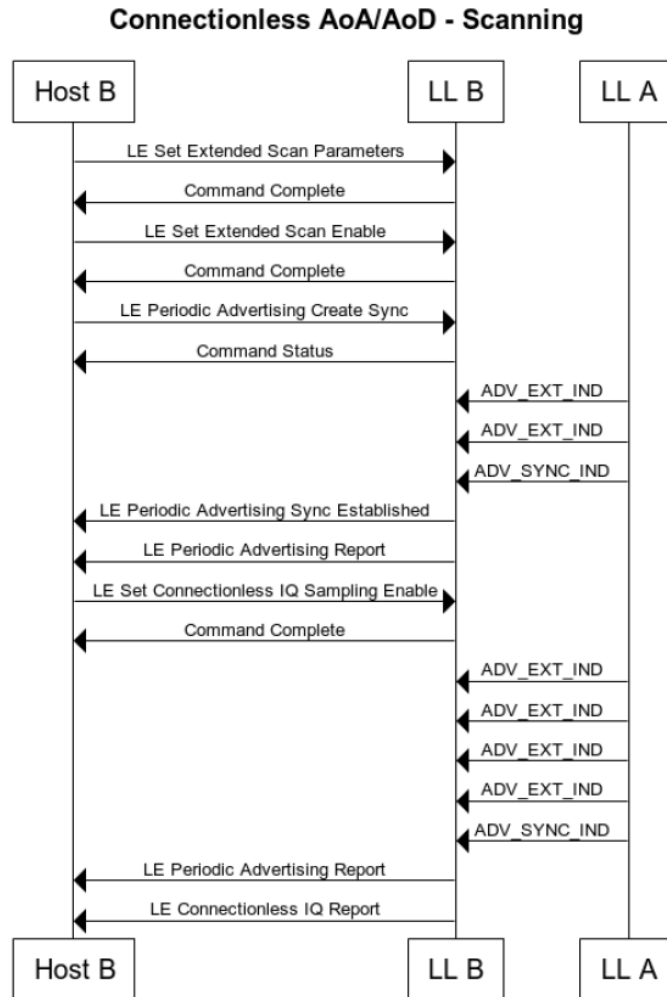 Connectionless AoA/AoD - Scanning
Host B
LL B
LL A
LE Set Extended Scan Parameters
Command Complete
LE Set Extended Scan Enable
Command Complete
LE Periodic Advertising Create Sync
Command Status
ADV_EXT_IND
ADV_EXT_IND
ADV_SYNC_IND
LE Periodic Advertising Sync Established
LE Periodic Advertising Report
LE Set Connectionless IQ Sampling Enable
Command Complete
ADV_EXT_IND
ADV_EXT_IND
ADV_EXT_IND
ADV_EXT_IND
ADV_SYNC_IND
LE Periodic Advertising Report
LE Connectionless IQ Report
Host B
LL B
LL A